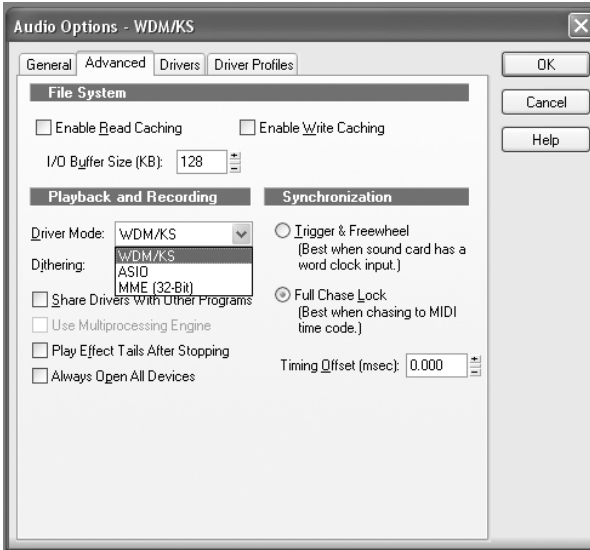 Audio Options - WDM/KS
General Advanced Drivers Driver Profiles
OK
Cancel
Help
File System
Enable Read Caching Enable Write Caching
I/O Buffer Size (KB): 128
Playback and Recording
Driver Mode: WDM/KS
WDM/KS
ASIO
MME (32-Bit)
Dithering:
Share Drivers With Other Programs
Use Multiprocessing Engine
Play Effect Tails After Stopping
Always Open All Devices
Synchronization
Trigger & Freewheel
(Best when sound card has a
word clock input.)
Full Chase Lock
(Best when chasing to MIDI
time code.)
Timing Offset (msec): 0.000